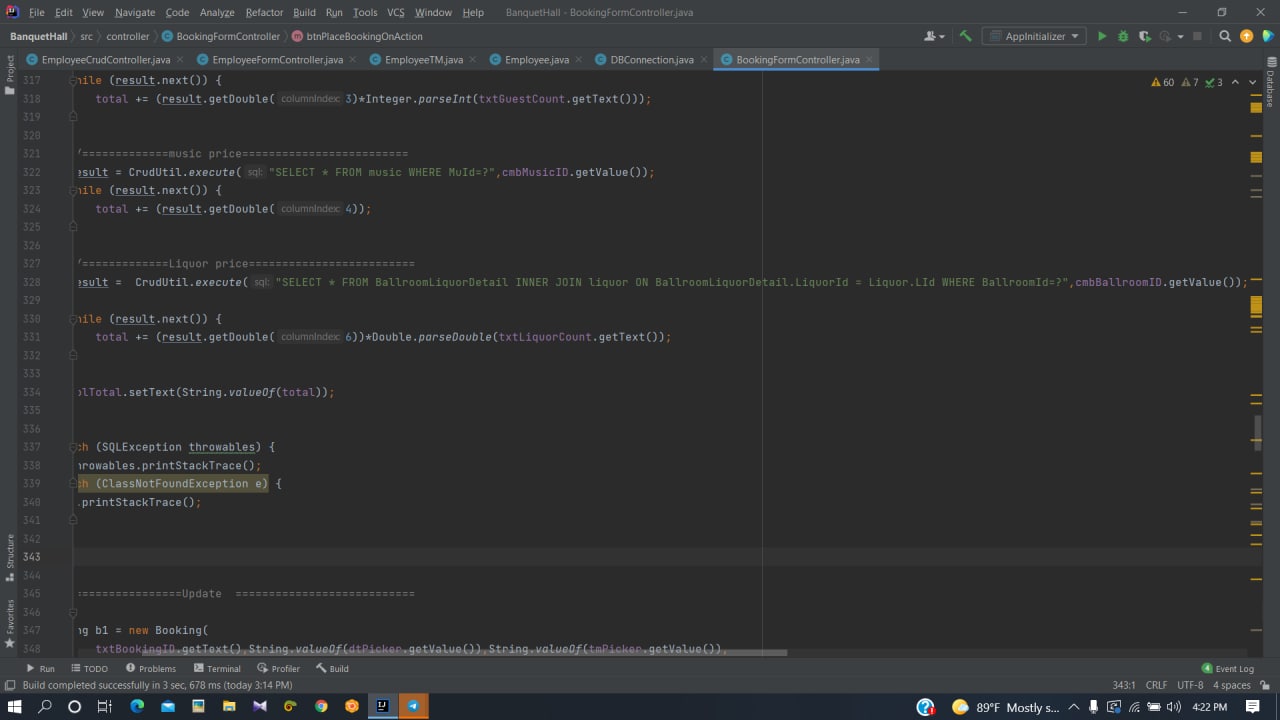 File Edit View Navigate Code Analyze Refactor Build Run Tools VCS Window Help BanquetHall - BookingFormController.java
BanquetHall src controller BookingFormController btnPlaceBookingOnAction AppInitializer
EmployeeCrudController.java EmployeeFormController.java EmployeeTM.java Employee.java DBConnection.java BookingFormController.java
Project
Database
60 7 3
317 hile (result.next()) {
318 total += (result.getDouble( columnIndex: 3)*Integer.parseInt(txtGuestCount.getText()));
319
320
321 /=============music price=========================
322 esult = CrudUtil.execute( sql: "SELECT * FROM music WHERE MuId=?",cmbMusicID.getValue());
323 hile (result.next()) {
324 total += (result.getDouble( columnIndex: 4));
325
326
327 /=============Liquor price=========================
328 esult =  CrudUtil.execute( sql: "SELECT * FROM BallroomLiquorDetail INNER JOIN liquor ON BallroomLiquorDetail.LiquorId = Liquor.LId WHERE BallroomId=?",cmbBallroomID.getValue());
329
330 hile (result.next()) {
331 total += (result.getDouble( columnIndex: 6))*Double.parseDouble(txtLiquorCount.getText());
332
333
334 blTotal.setText(String.valueOf(total));
335
336
337 ch (SQLException throwables) {
338 hrowables.printStackTrace();
339 ch (ClassNotFoundException e) {
340 .printStackTrace();
341
342
343
344
345 ================Update  ===========================
346
347 ng b1 = new Booking(
348 txtBookingID.getText(),String.valueOf(dtPicker.getValue()),String.valueOf(tmPicker.getValue()),
Structure
Favorites
Run TODO Problems Terminal Profiler Build 4 Event Log
Build completed successfully in 3 sec, 678 ms (today 3:14 PM) 343:1 CRLF UTF-8 4 spaces
89°F Mostly s... 4:22 PM